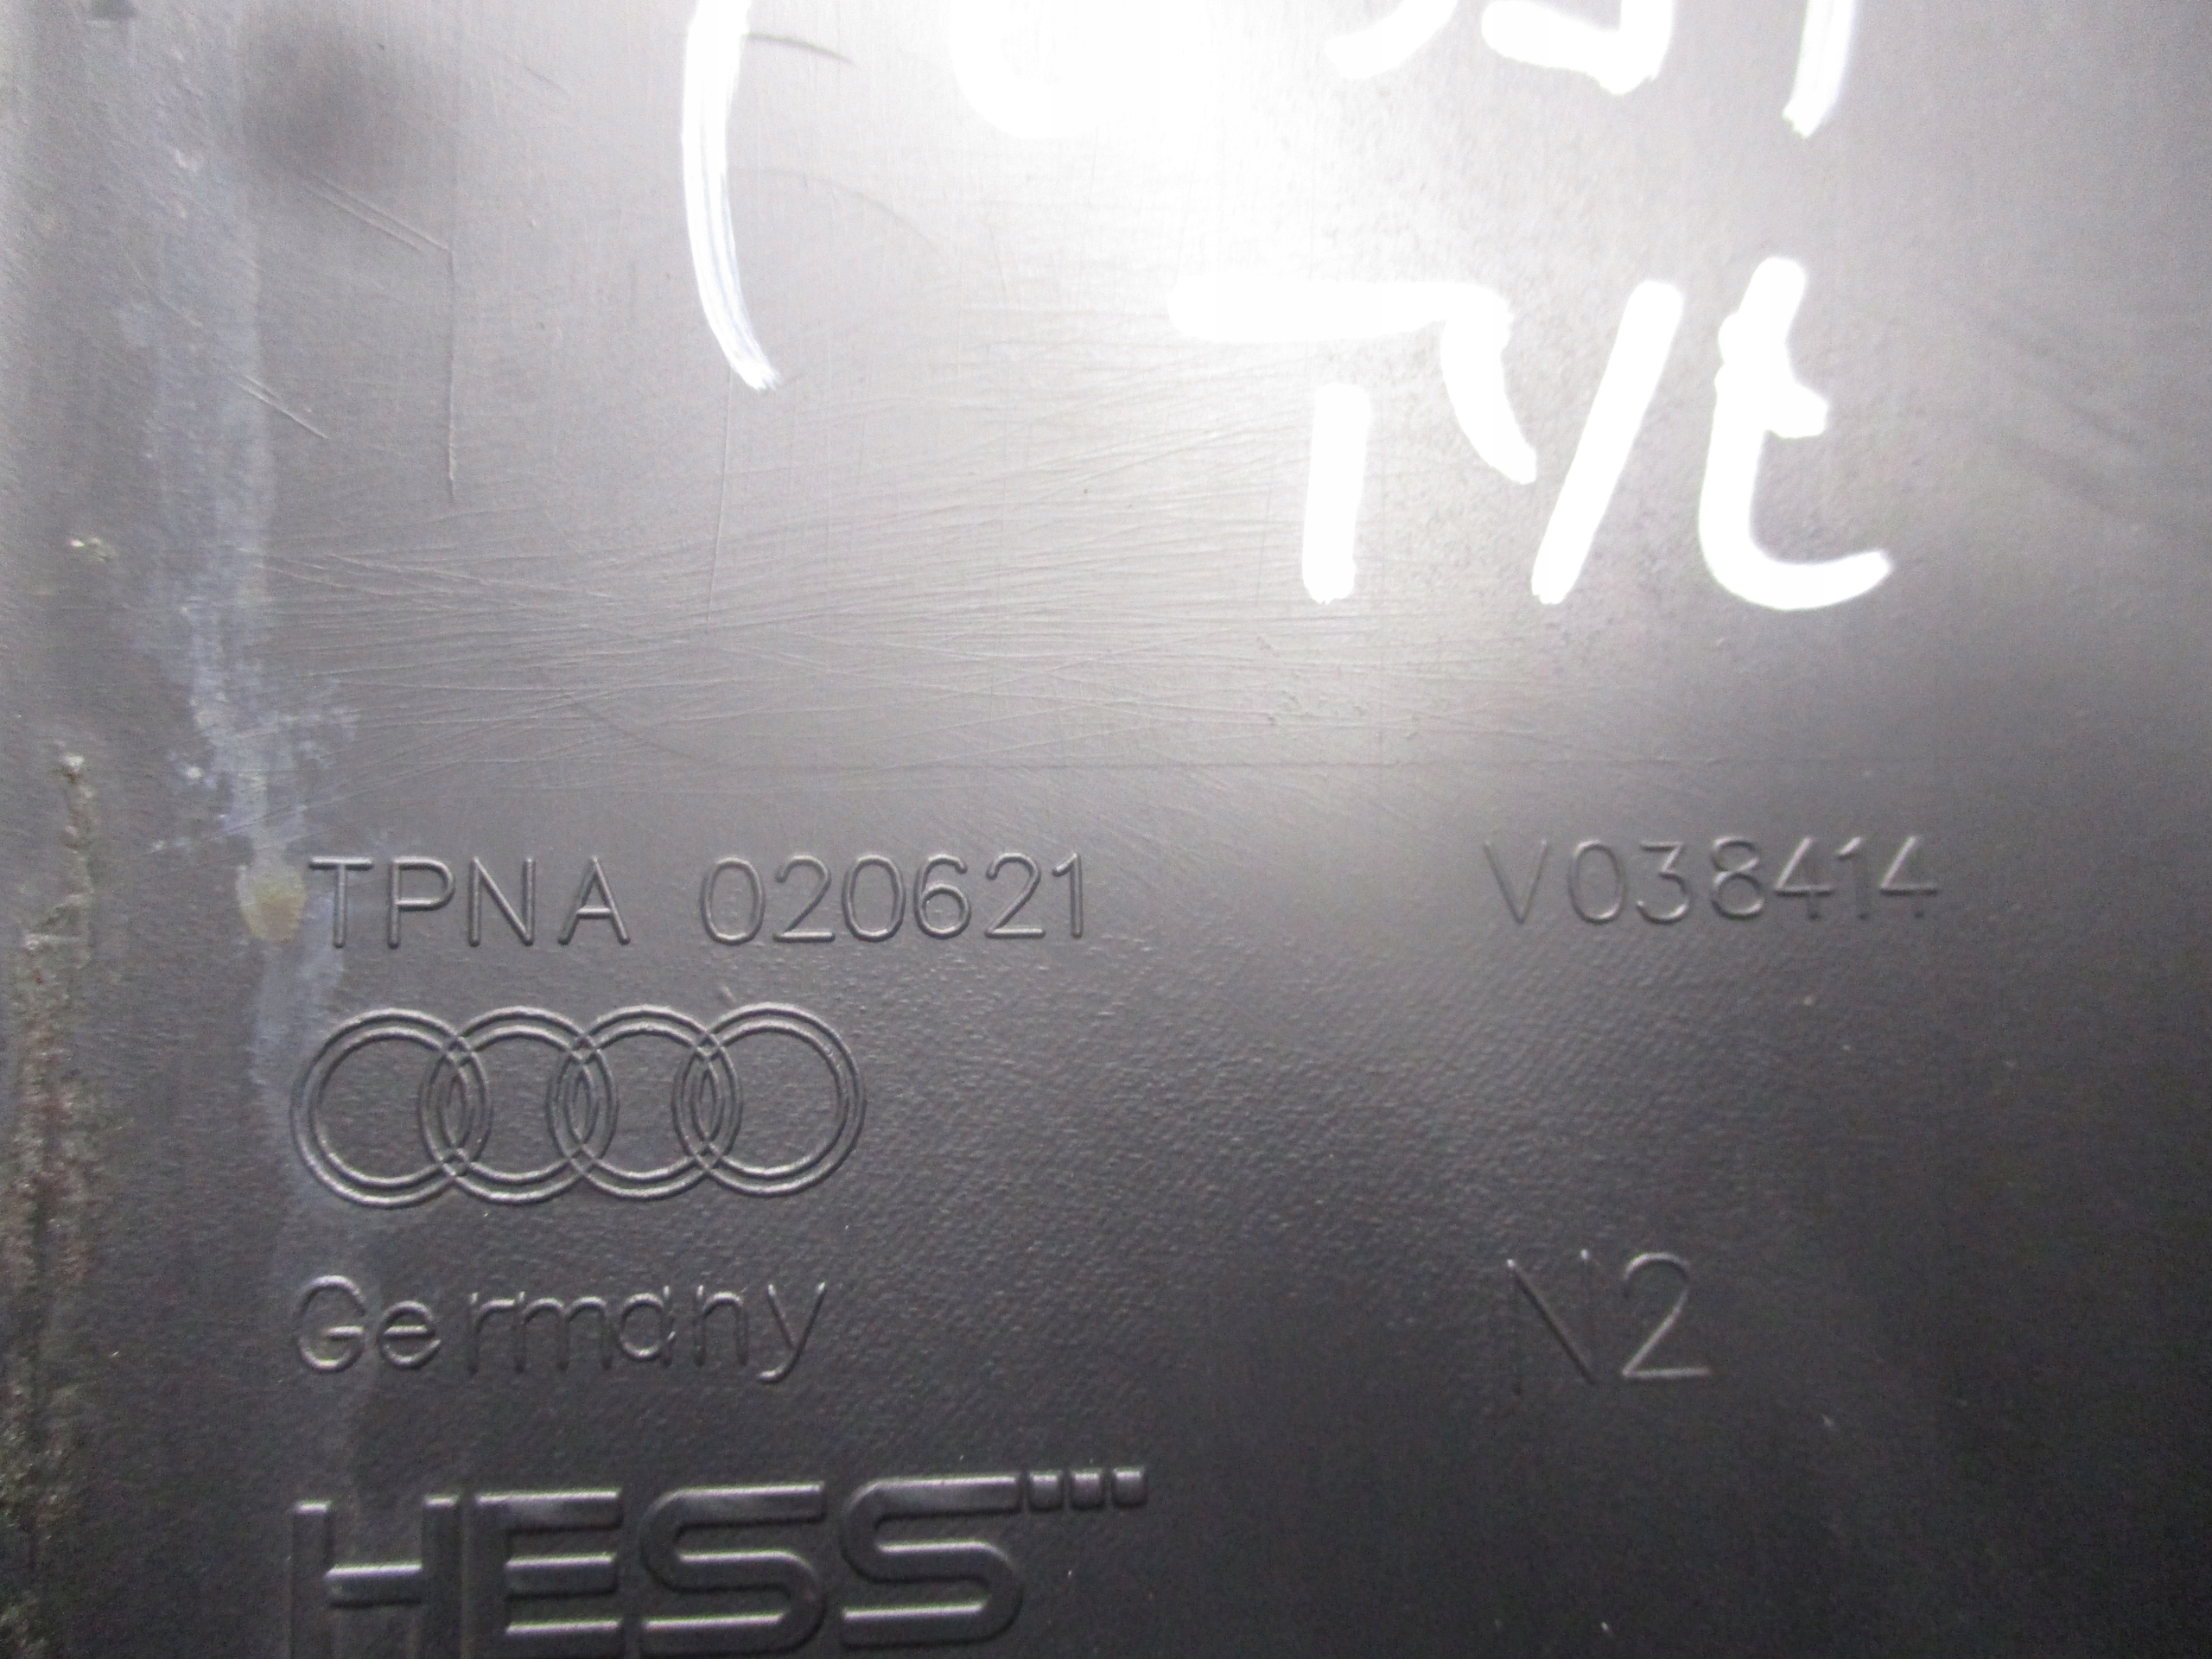 P/t
TPNA 020621 V038414
Germany N2
HESS